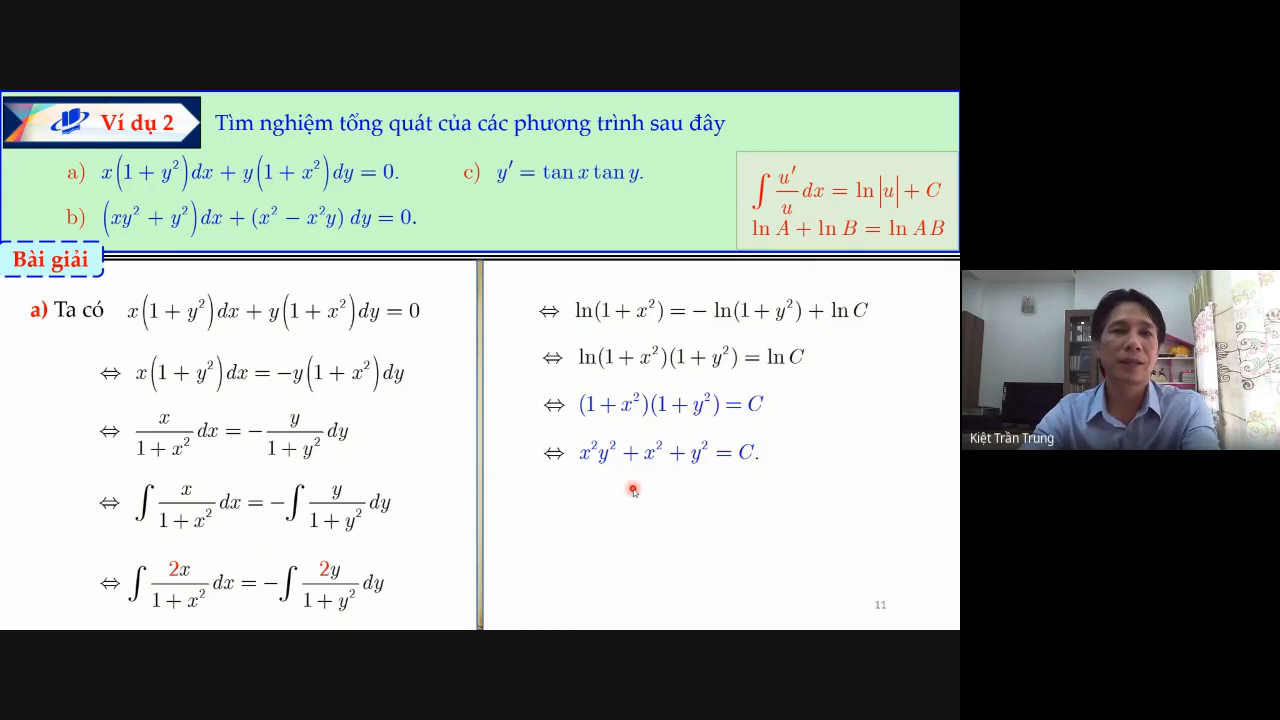 Ví dụ 2 Tìm nghiệm tổng quát của các phương trình sau đây
a) x(1 + y²)dx + y(1 + x²)dy = 0. c) y′ = tan x tan y.
b) (xy² + y²)dx + (x² − x²y) dy = 0.
∫ u′/u dx = ln|u| + C
ln A + ln B = ln AB
Bài giải
a) Ta có x(1 + y²)dx + y(1 + x²)dy = 0
⇔ x(1 + y²)dx = −y(1 + x²)dy
⇔ x/(1 + x²) dx = − y/(1 + y²) dy
⇔ ∫ x/(1 + x²) dx = −∫ y/(1 + y²) dy
⇔ ∫ 2x/(1 + x²) dx = −∫ 2y/(1 + y²) dy
⇔ ln(1 + x²) = − ln(1 + y²) + ln C
⇔ ln(1 + x²)(1 + y²) = ln C
⇔ (1 + x²)(1 + y²) = C
⇔ x²y² + x² + y² = C.
11
Kiệt Trần Trung